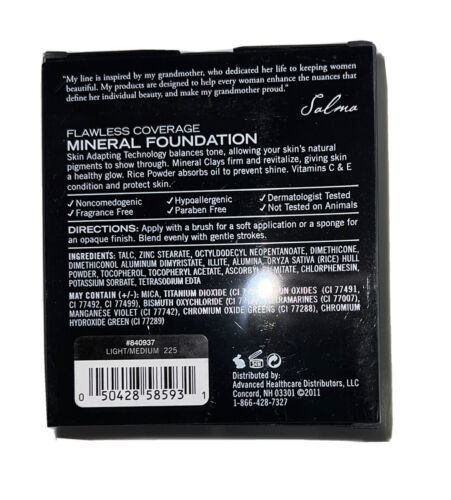 "My line is inspired by my grandmother, who dedicated her life to keeping women
beautiful. My products are designed to help every woman enhance the nuances that
define her individual beauty, and make my grandmother proud."
Salma
FLAWLESS COVERAGE
MINERAL FOUNDATION
Skin Adapting Technology balances tone, allowing your skin's natural
pigments to show through. Mineral Clays firm and revitalize, giving skin
a healthy glow. Rice Powder absorbs oil to prevent shine. Vitamins C & E
condition and protect skin.
✓Noncomedogenic ✓Hypoallergenic ✓Dermatologist Tested
✓Fragrance Free ✓Paraben Free ✓Not Tested on Animals
DIRECTIONS: Apply with a brush for a soft application or a sponge for
an opaque finish. Blend evenly with gentle strokes.
INGREDIENTS: TALC, ZINC STEARATE, OCTYLDODECYL NEOPENTANOATE, DIMETHICONE,
DIMETHICONOL ALUMINUM DIMYRISTATE, ILLITE, ALUMINA, ORYZA SATIVA (RICE) HULL
POWDER, TOCOPHEROL, TOCOPHERYL ACETATE, ASCORBYL PALMITATE, CHLORPHENESIN,
POTASSIUM SORBATE, TETRASODIUM EDTA
MAY CONTAIN (+/-): MICA, TITANIUM DIOXIDE (CI OXIDES (CI 77491,
CI 77492, CI 77499), BISMUTH OXYCHLORIDE (CI (CI 77007),
MANGANESE VIOLET (CI 77742), CHROMIUM OXIDE GREENS (CI 77288), CHROMIUM
HYDROXIDE GREEN (CI 77289)
#840937
LIGHT/MEDIUM 225
0 50428 58593 1
Distributed by:
Advanced Healthcare Distributors, LLC
Concord, NH 03301 ©2011
1-866-428-7327